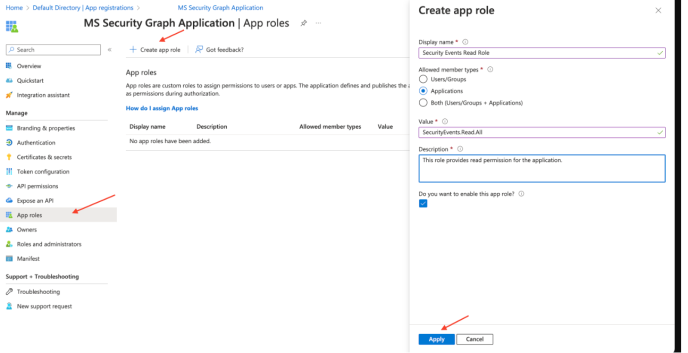 Home > Default Directory | App registrations > MS Security Graph Application
MS Security Graph Application | App roles
Search
Overview
Quickstart
Integration assistant
Manage
Branding & properties
Authentication
Certificates & secrets
Token configuration
API permissions
Expose an API
App roles
Owners
Roles and administrators
Manifest
Support + Troubleshooting
Troubleshooting
New support request
Create app role
Got feedback?
App roles
App roles are custom roles to assign permissions to users or apps. The application defines and publishes the
as permissions during authorization.
How do I assign App roles
Display name Description Allowed member types Value
No app roles have been added.
Create app role
Display name *
Security Events Read Role
Allowed member types *
Users/Groups
Applications
Both (Users/Groups + Applications)
Value *
SecurityEvents.Read.All
Description *
This role provides read permission for the application.
Do you want to enable this app role?
Apply Cancel